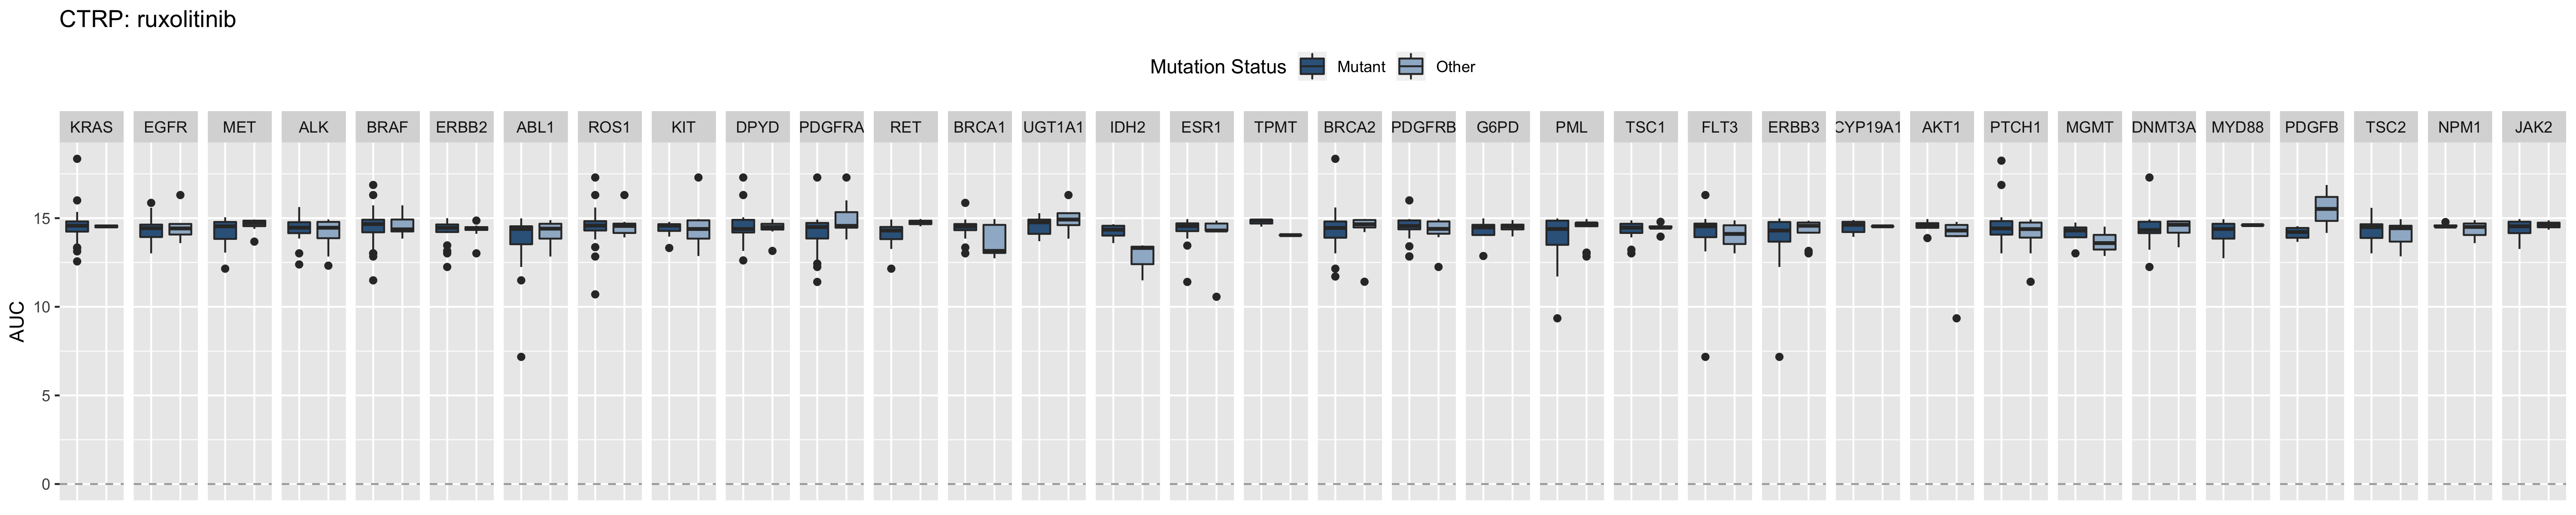 CTRP: ruxolitinib
Mutation Status Mutant Other
KRAS EGFR MET ALK BRAF ERBB2 ABL1 ROS1 KIT DPYD PDGFRA RET BRCA1 UGT1A1 IDH2 ESR1 TPMT BRCA2 PDGFRB G6PD PML TSC1 FLT3 ERBB3 CYP19A1 AKT1 PTCH1 MGMT DNMT3A MYD88 PDGFB TSC2 NPM1 JAK2
15
10
AUC
5
0